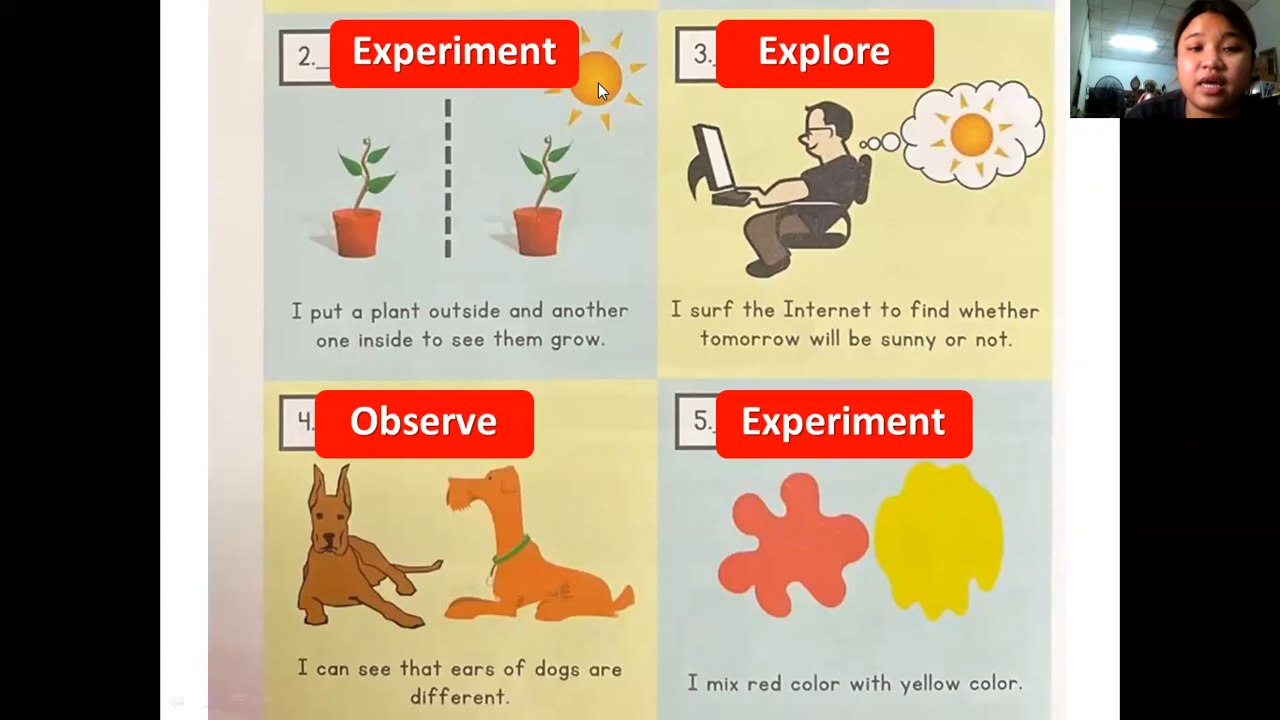 2. Experiment
I put a plant outside and another
one inside to see them grow.
3. Explore
I surf the Internet to find whether
tomorrow will be sunny or not.
4. Observe
I can see that ears of dogs are
different.
5. Experiment
I mix red color with yellow color.